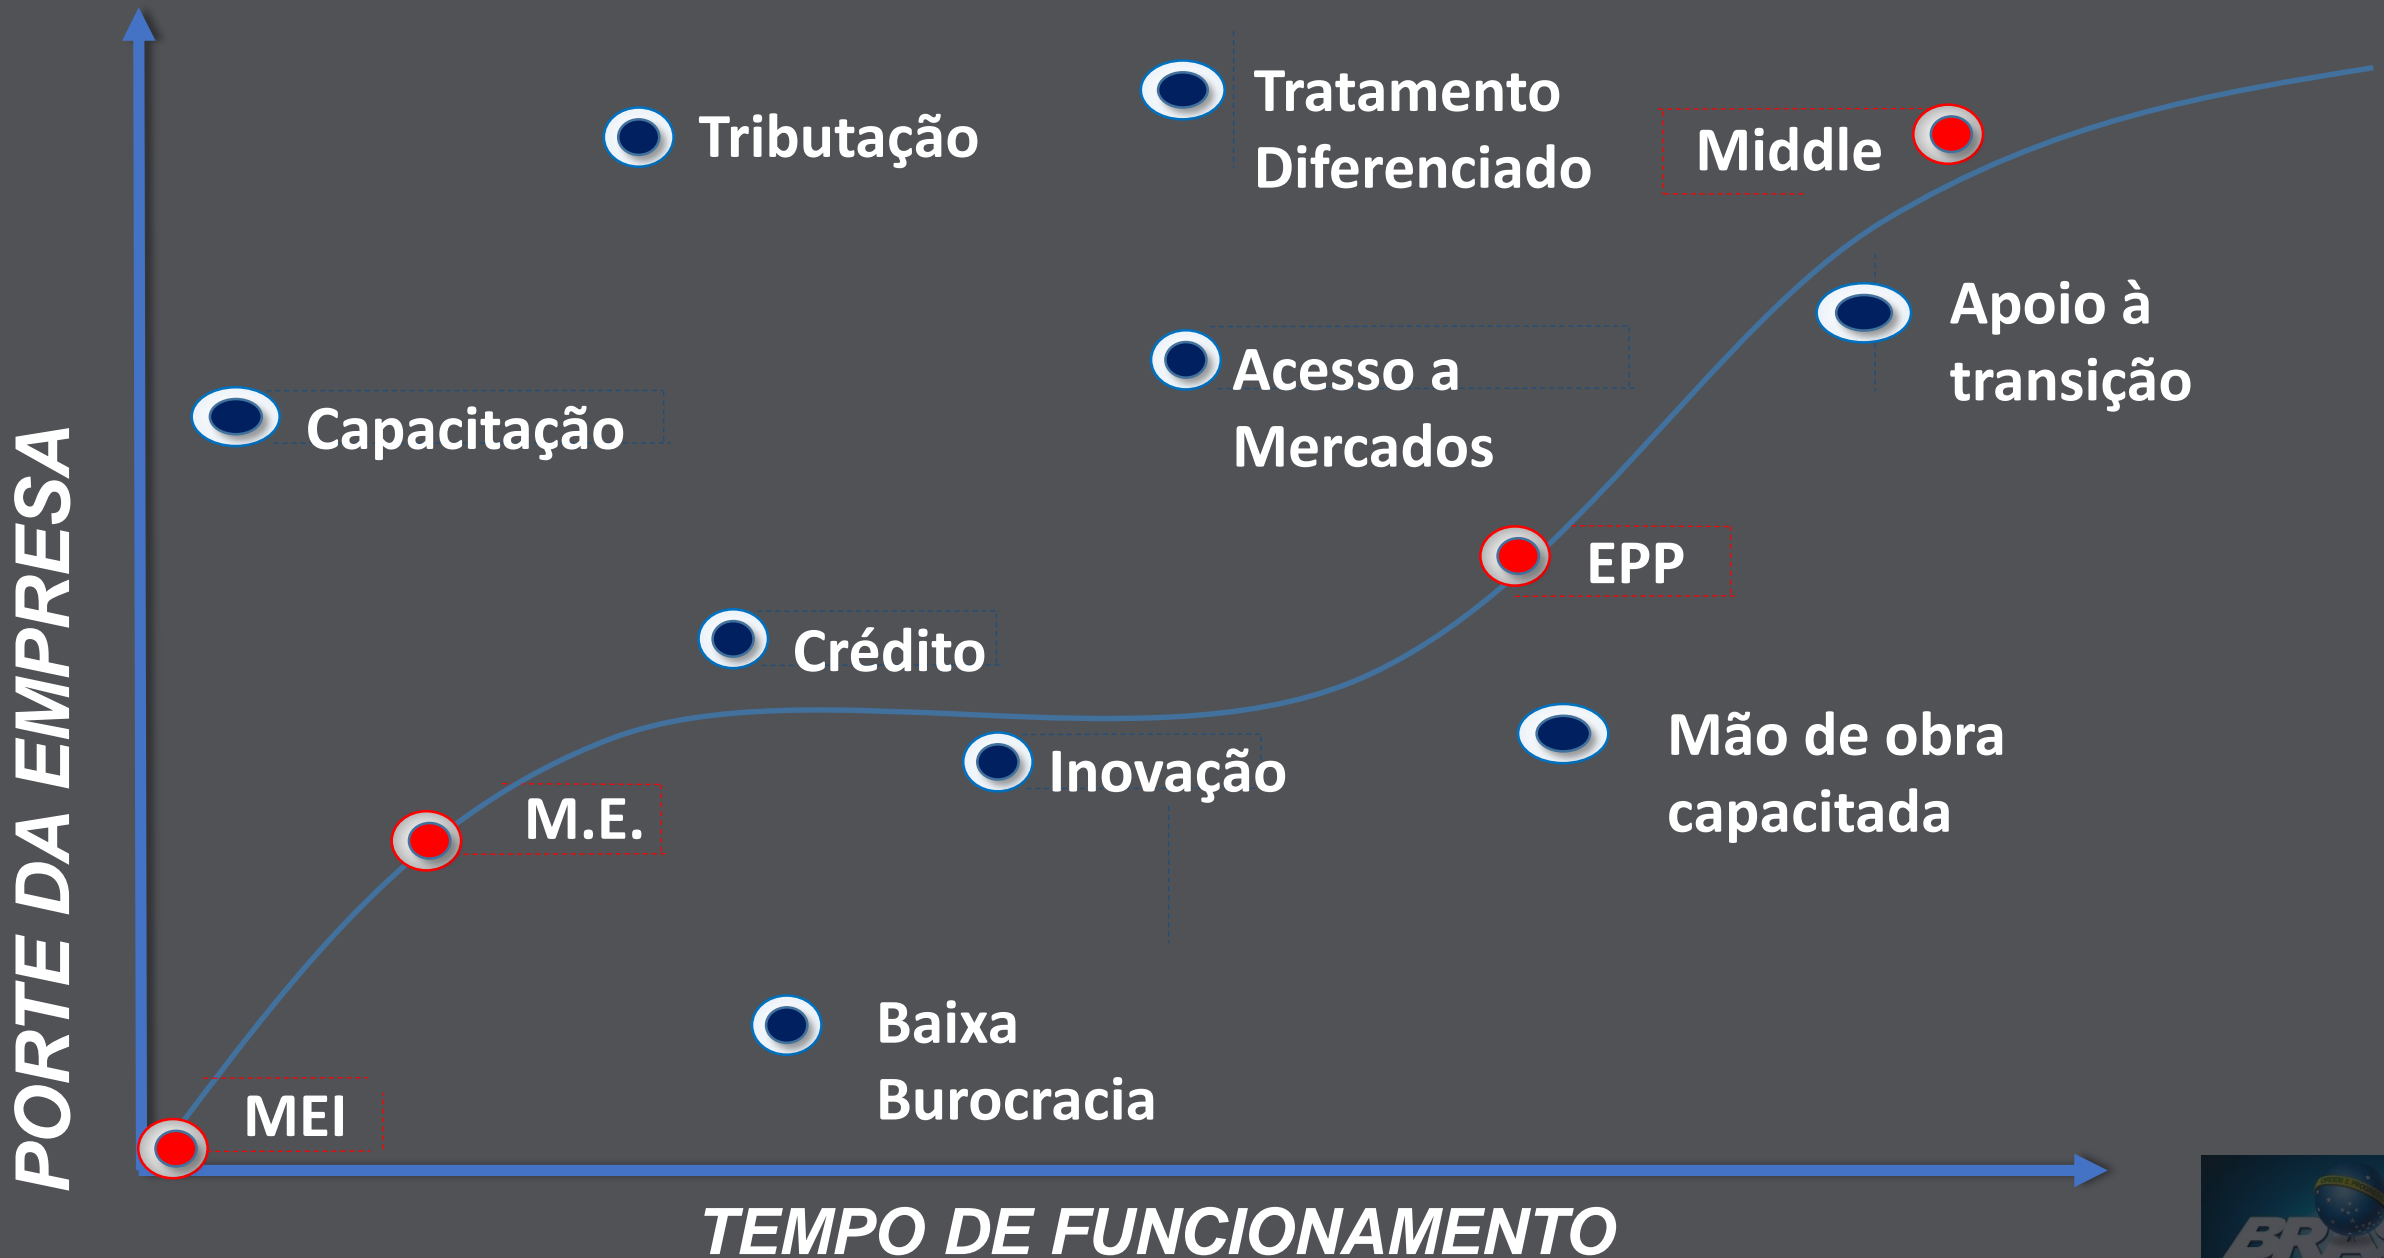 Tratamento
Diferenciado
Tributação
Middle
Apoio à
transição
Acesso a
Mercados
Capacitação
EPP
Crédito
Mão de obra
capacitada
Inovação
M.E.
Baixa
Burocracia
MEI
PORTE DA EMPRESA
TEMPO DE FUNCIONAMENTO